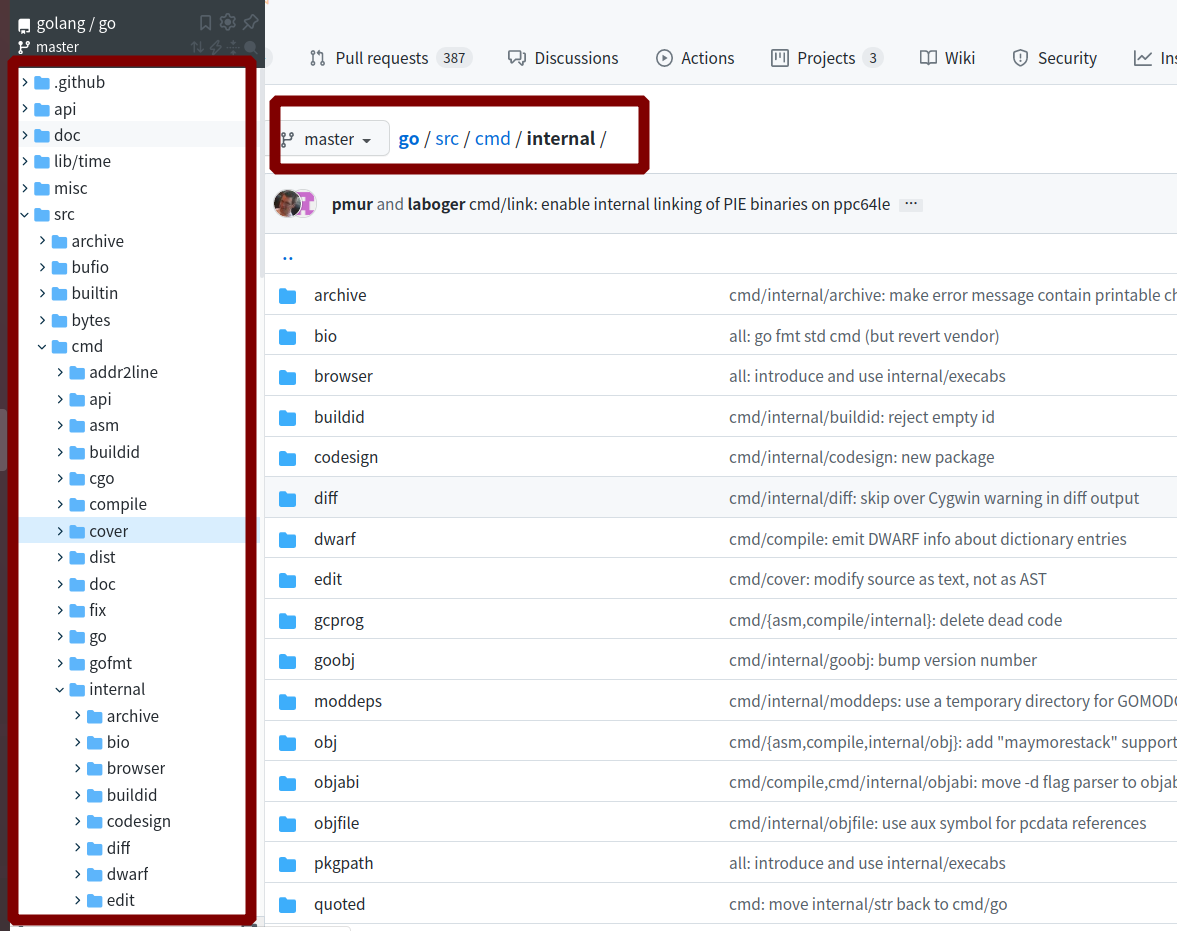 golang / go
master
.github
api
doc
lib/time
misc
src
archive
bufio
builtin
bytes
cmd
addr2line
api
asm
buildid
cgo
compile
cover
dist
doc
fix
go
gofmt
internal
archive
bio
browser
buildid
codesign
diff
dwarf
edit
Pull requests 387 Discussions Actions Projects 3 Wiki Security
master go / src / cmd / internal /
pmur and laboger cmd/link: enable internal linking of PIE binaries on ppc64le ...
..
archive cmd/internal/archive: make error message contain printable
bio all: go fmt std cmd (but revert vendor)
browser all: introduce and use internal/execabs
buildid cmd/internal/buildid: reject empty id
codesign cmd/internal/codesign: new package
diff cmd/internal/diff: skip over Cygwin warning in diff output
dwarf cmd/compile: emit DWARF info about dictionary entries
edit cmd/cover: modify source as text, not as AST
gcprog cmd/{asm,compile/internal}: delete dead code
goobj cmd/internal/goobj: bump version number
moddeps cmd/internal/moddeps: use a temporary directory for
obj cmd/{asm,compile,internal/obj}: add "maymorestack" support
objabi cmd/compile,cmd/internal/objabi: move -d flag parser to
objfile cmd/internal/objfile: use aux symbol for pcdata references
pkgpath all: introduce and use internal/execabs
quoted cmd: move internal/str back to cmd/go